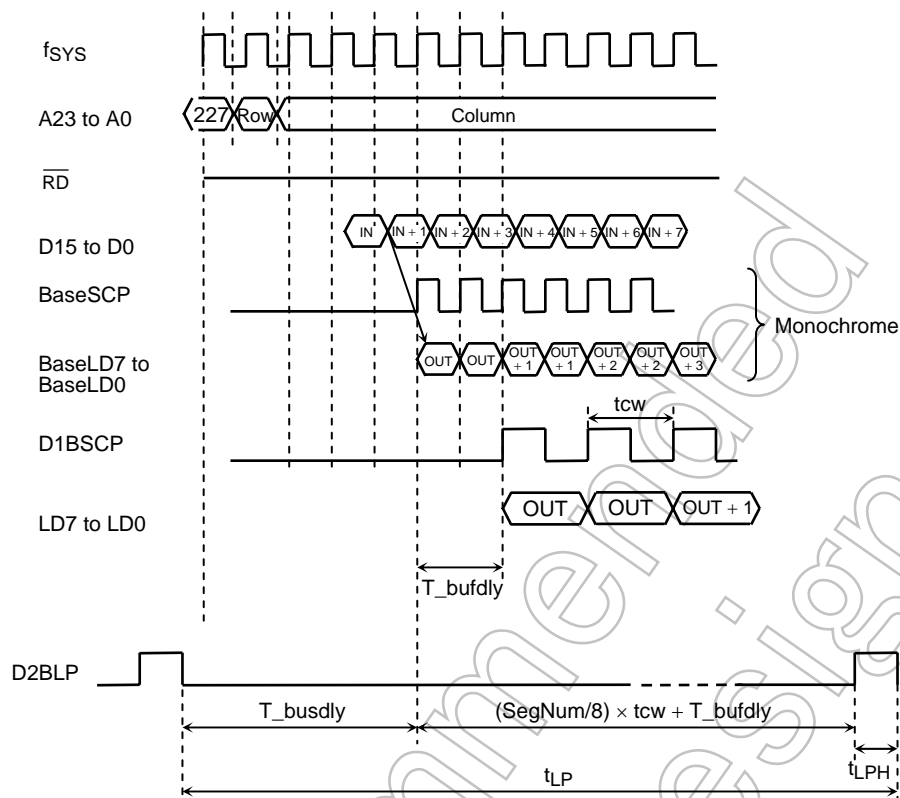 fSYS
A23 to A0
227 Row Column
RD
D15 to D0
IN IN + 1 IN + 2 IN + 3 IN + 4 IN + 5 IN + 6 IN + 7
BaseSCP
Monochrome
BaseLD7 to
BaseLD0
OUT OUT OUT + 1 OUT + 1 OUT + 2 OUT + 2 OUT + 3
tcw
D1BSCP
LD7 to LD0
OUT OUT OUT + 1
T_bufdly
D2BLP
T_busdly (SegNum/8) × tcw + T_bufdly
tLP tLPH
mmended
esign